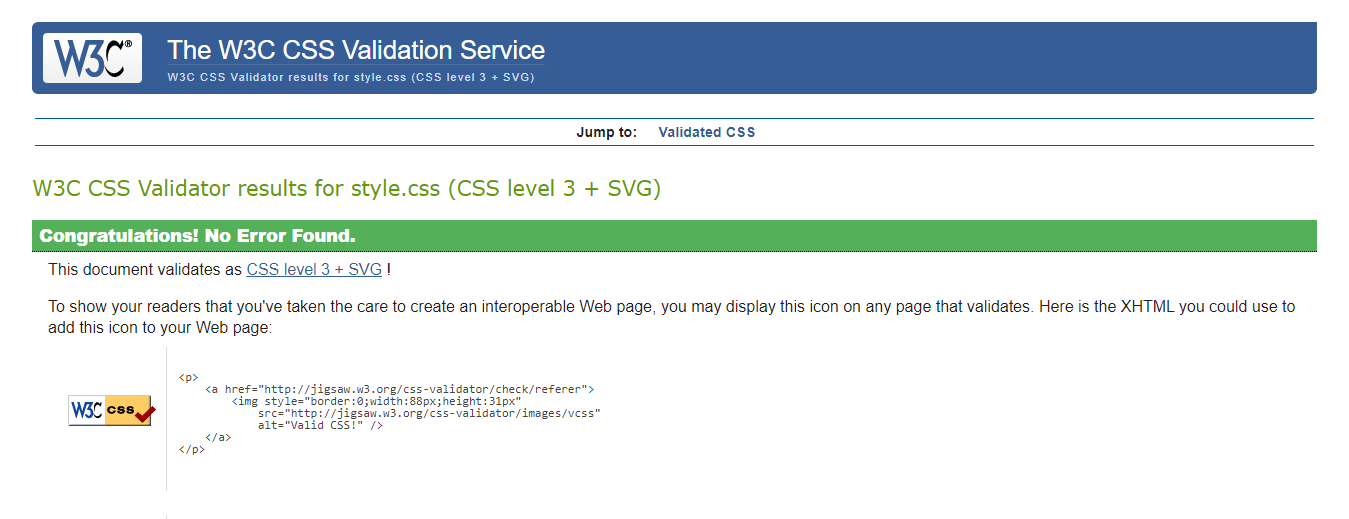 W3C®
The W3C CSS Validation Service
W3C CSS Validator results for style.css (CSS level 3 + SVG)
Jump to: Validated CSS
W3C CSS Validator results for style.css (CSS level 3 + SVG)
Congratulations! No Error Found.
This document validates as CSS level 3 + SVG !
To show your readers that you've taken the care to create an interoperable Web page, you may display this icon on any page that validates. Here is the XHTML you could use to
add this icon to your Web page:
W3C css
<p>
    <a href="http://jigsaw.w3.org/css-validator/check/referer">
        <img style="border:0;width:88px;height:31px"
            src="http://jigsaw.w3.org/css-validator/images/vcss"
            alt="Valid CSS!" />
    </a>
</p>